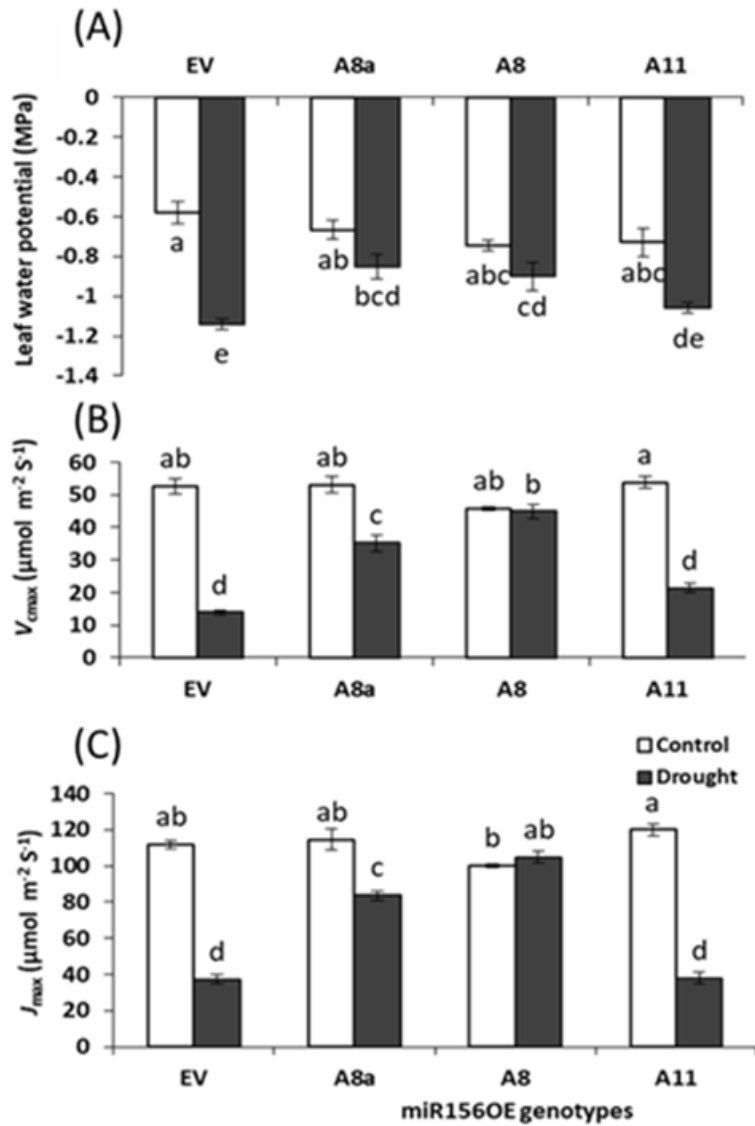 (A)
EV A8a A8 A11
Leaf water potential (MPa)
0
-0.2
-0.4
-0.6
-0.8
-1
-1.2
-1.4
a e ab bcd abc cd abc de
(B)
Vcmax (μmol m-2 S-1)
60
50
40
30
20
10
0
ab d ab c ab b a d
EV A8a A8 A11
(C)
Control
Drought
Jmax (μmol m-2 S-1)
140
120
100
80
60
40
20
0
ab d ab c b ab a d
EV A8a A8 A11
miR156OE genotypes